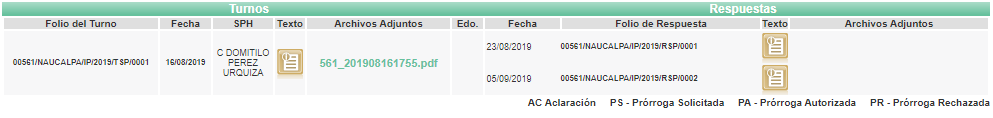 Turnos Respuestas
Folio del Turno Fecha SPH Texto Archivos Adjuntos Edo. Fecha Folio de Respuesta Texto Archivos Adjuntos
00561/NAUCALPA/IP/2019/TSP/0001 16/08/2019 C DOMITILO PEREZ URQUIZA 561_201908161755.pdf
23/08/2019 00561/NAUCALPA/IP/2019/RSP/0001
05/09/2019 00561/NAUCALPA/IP/2019/RSP/0002
AC Aclaración PS - Prórroga Solicitada PA - Prórroga Autorizada PR - Prórroga Rechazada